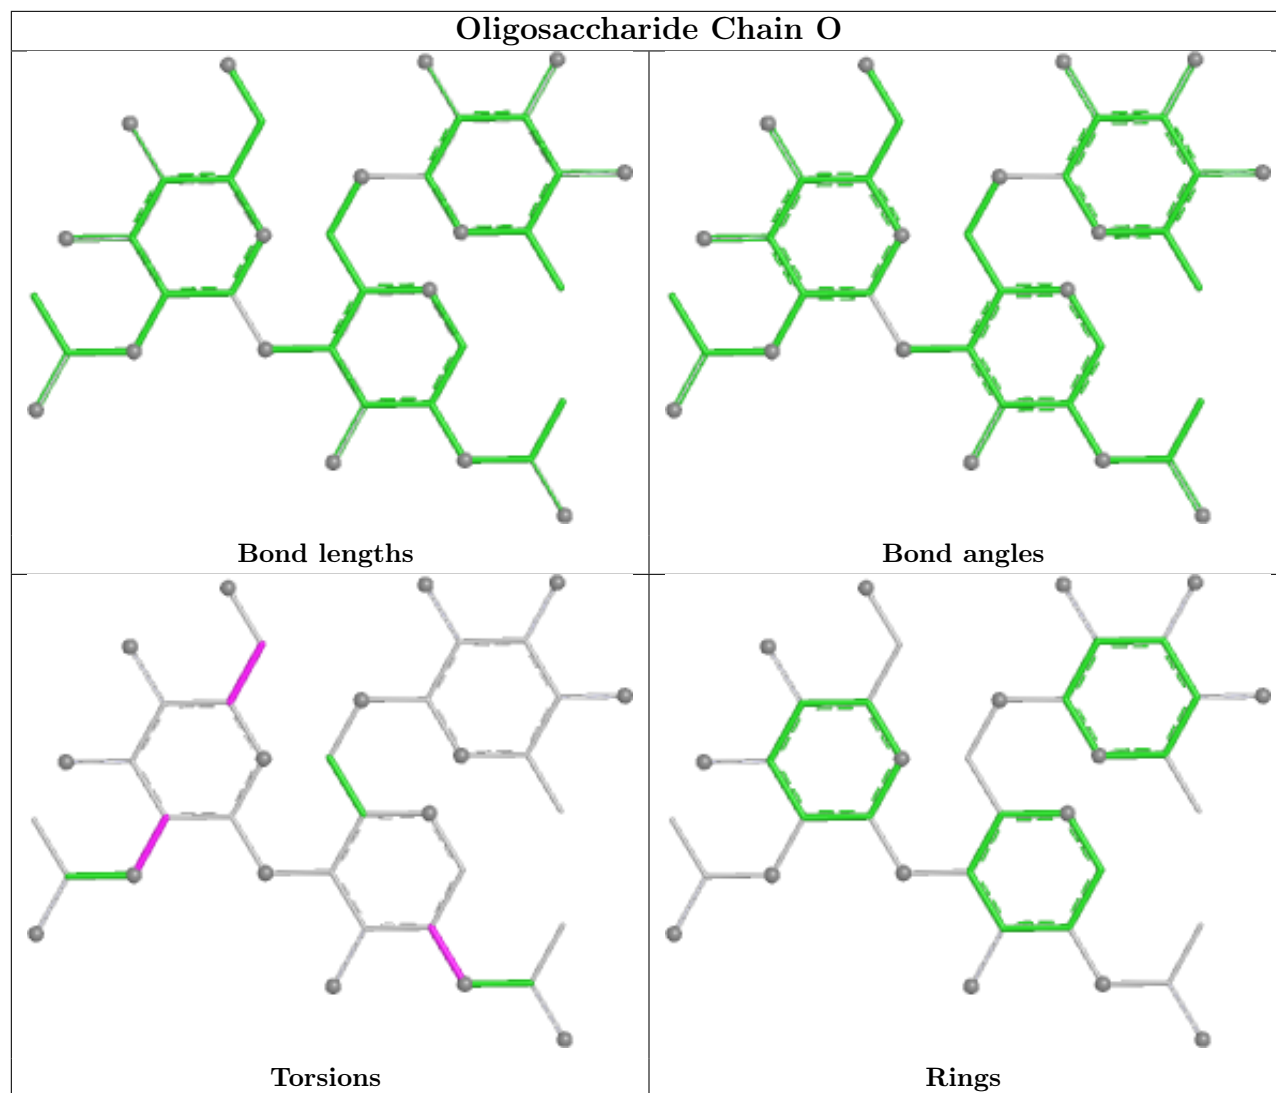 Oligosaccharide Chain O
Bond lengths
Bond angles
Torsions
Rings